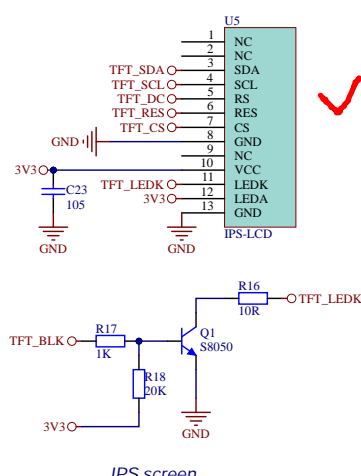 U5
1 NC
2 NC
TFT_SDA 3 SDA
TFT_SCL 4 SCL
TFT_DC 5 RS
TFT_RES 6 RES
TFT_CS 7 CS
GND 8 GND
9 NC
3V3 10 VCC
TFT_LEDK 11 LEDK
C23
3V3 12 LEDA
105
13 GND
GND GND IPS-LCD
R16
TFT_LEDK
10R
R17 Q1
TFT_BLK
1K S8050
R18
20K
3V3
GND
IPS screen